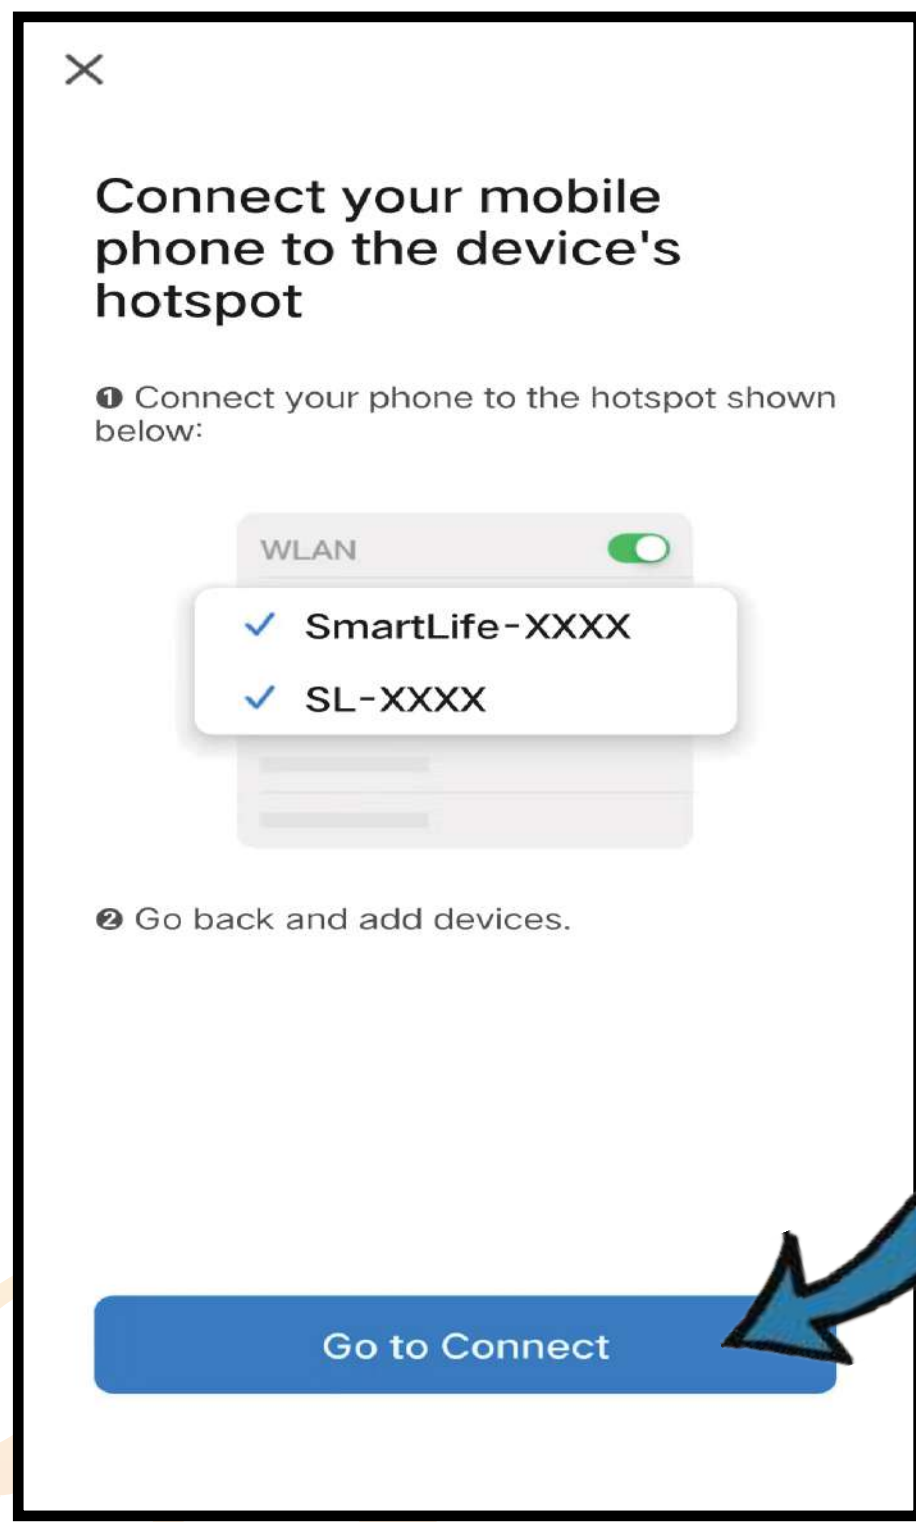 Connect your mobile
phone to the device's
hotspot
❶ Connect your phone to the hotspot shown
below:
WLAN
SmartLife-XXXX
SL-XXXX
❷ Go back and add devices.
Go to Connect